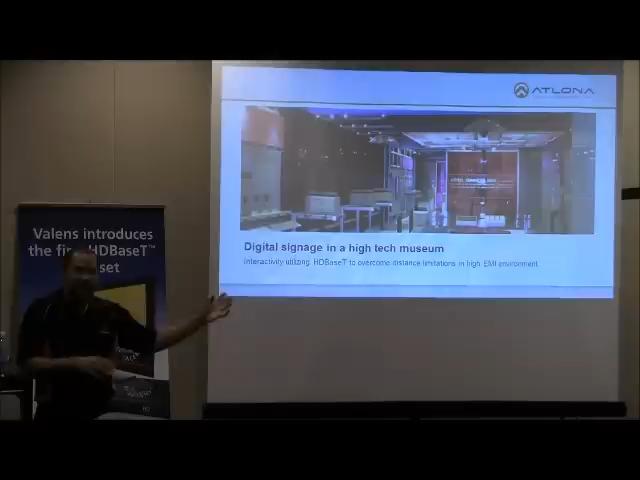 ATLONA
Digital signage in a high tech museum
Interactivity utilizing HDBaseT to overcome distance limitations in high EMI environment
Valens introduces
the fir HDBaseT™
set